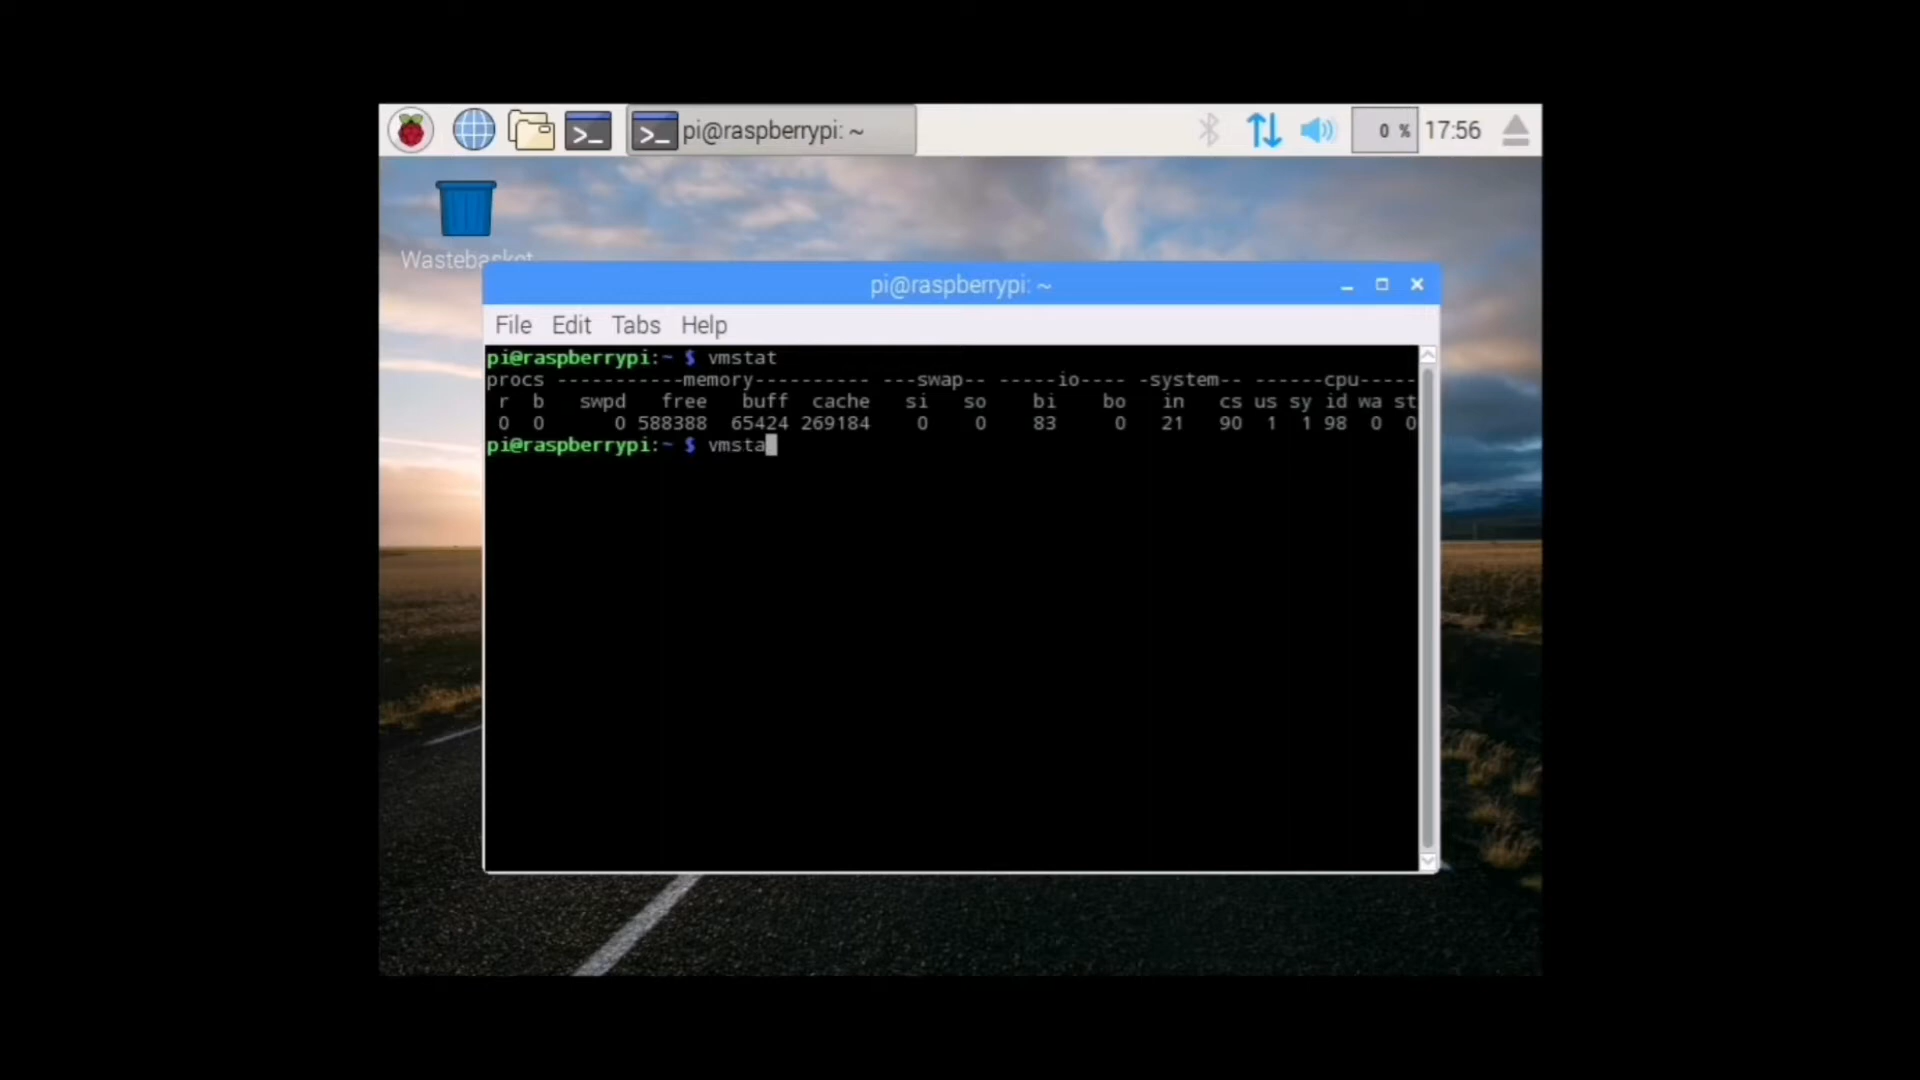 pi@raspberrypi: ~
0 %
17:56
Wastebasket
pi@raspberrypi: ~
File Edit Tabs Help
pi@raspberrypi:~ $ vmstat
procs -----------memory---------- ---swap-- -----io---- -system-- ------cpu-----
r b swpd free buff cache si so bi bo in cs us sy id wa st
0 0 0 588388 65424 269184 0 0 83 0 21 90 1 1 98 0 0
pi@raspberrypi:~ $ vmsta